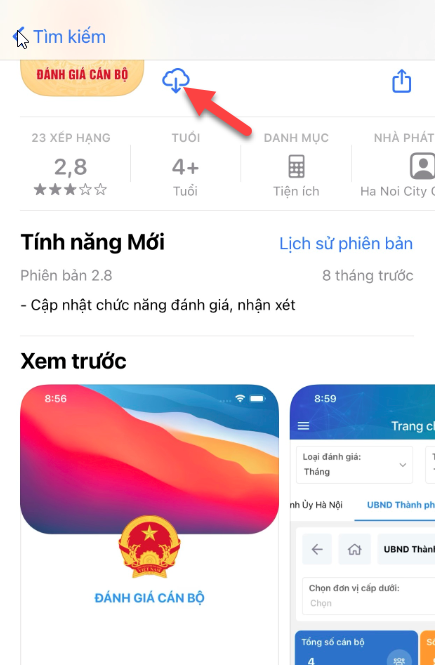 Tìm kiếm
ĐÁNH GIÁ CÁN BỘ
23 XẾP HẠNG
TUỔI
DANH MỤC
NHÀ PHÁT
2,8
4+
Tuổi
Tiện ích
Ha Noi City
Tính năng Mới
Lịch sử phiên bản
Phiên bản 2.8
8 tháng trước
- Cập nhật chức năng đánh giá, nhận xét
Xem trước
8:56
8:59
Trang
Loại đánh giá:
Tháng
Ủy Hà Nội
UBND Thành
UBND
ĐÁNH GIÁ CÁN BỘ
Chọn đơn vị cấp dưới:
Chọn
Tổng số cán bộ
4